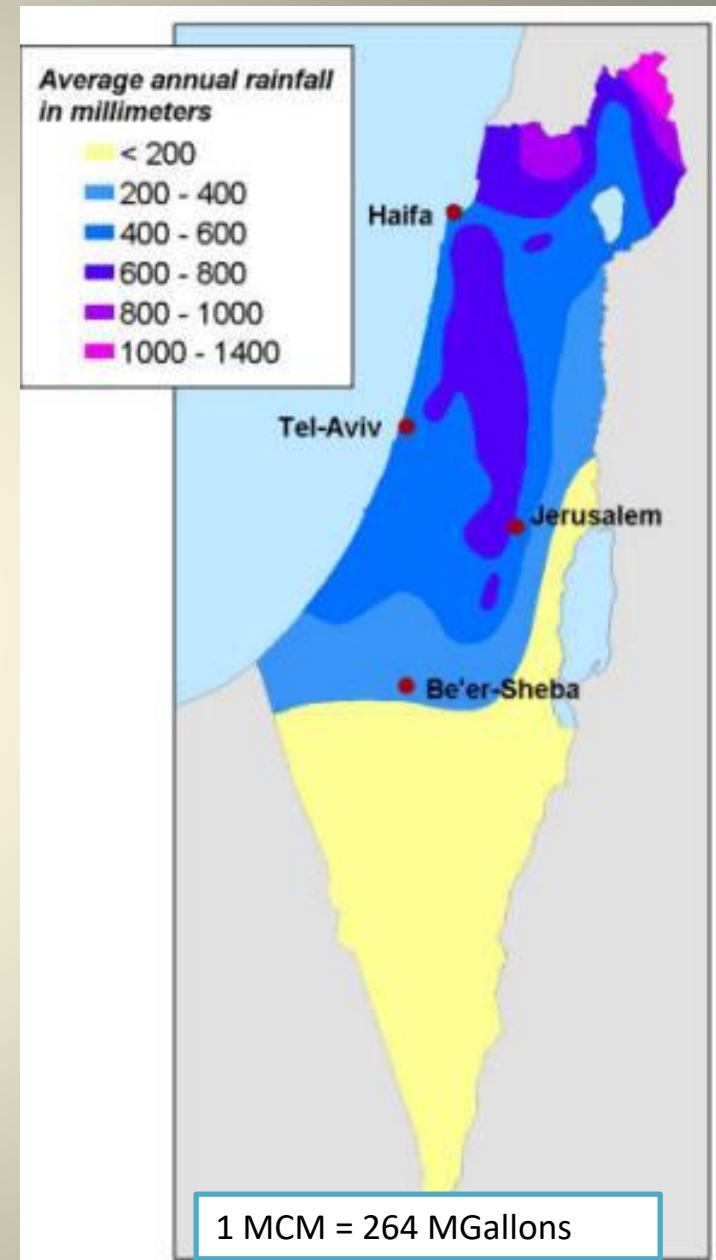 Average annual rainfall
in millimeters
< 200
200 - 400
400 - 600
600 - 800
800 - 1000
1000 - 1400
Haifa
Tel-Aviv
Jerusalem
Be'er-Sheba
1 MCM = 264 MGallons